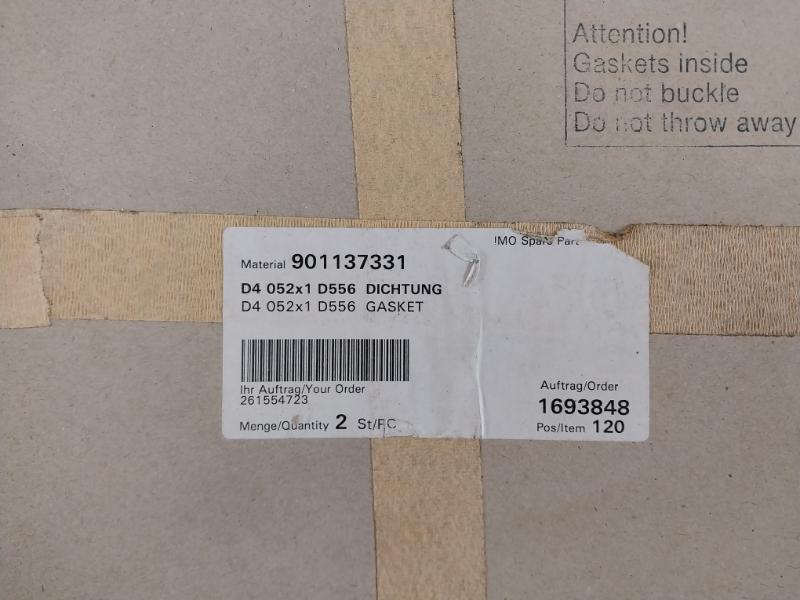 Attention!
Gaskets inside
Do not buckle
Do not throw away
IMO Spare Part
Material 901137331
D4 052x1 D556 DICHTUNG
D4 052x1 D556 GASKET
Ihr Auftrag/Your Order
261554723
Menge/Quantity 2 St/PC
Auftrag/Order
1693848
Pos/Item 120